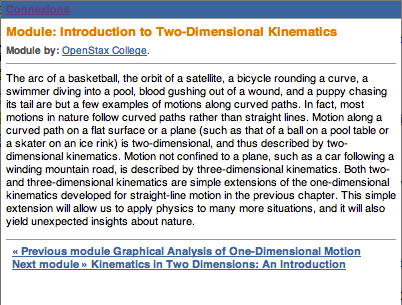 Connexions
Module: Introduction to Two-Dimensional Kinematics
Module by: OpenStax College.
The arc of a basketball, the orbit of a satellite, a bicycle rounding a curve, a
swimmer diving into a pool, blood gushing out of a wound, and a puppy chasing
its tail are but a few examples of motions along curved paths. In fact, most
motions in nature follow curved paths rather than straight lines. Motion along a
curved path on a flat surface or a plane (such as that of a ball on a pool table or
a skater on an ice rink) is two-dimensional, and thus described by two-
dimensional kinematics. Motion not confined to a plane, such as a car following a
winding mountain road, is described by three-dimensional kinematics. Both two-
and three-dimensional kinematics are simple extensions of the one-dimensional
kinematics developed for straight-line motion in the previous chapter. This simple
extension will allow us to apply physics to many more situations, and it will also
yield unexpected insights about nature.
« Previous module Graphical Analysis of One-Dimensional Motion
Next module » Kinematics in Two Dimensions: An Introduction